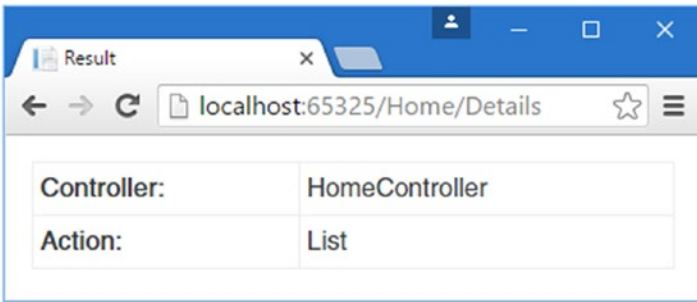 Result
localhost:65325/Home/Details
Controller: HomeController
Action: List